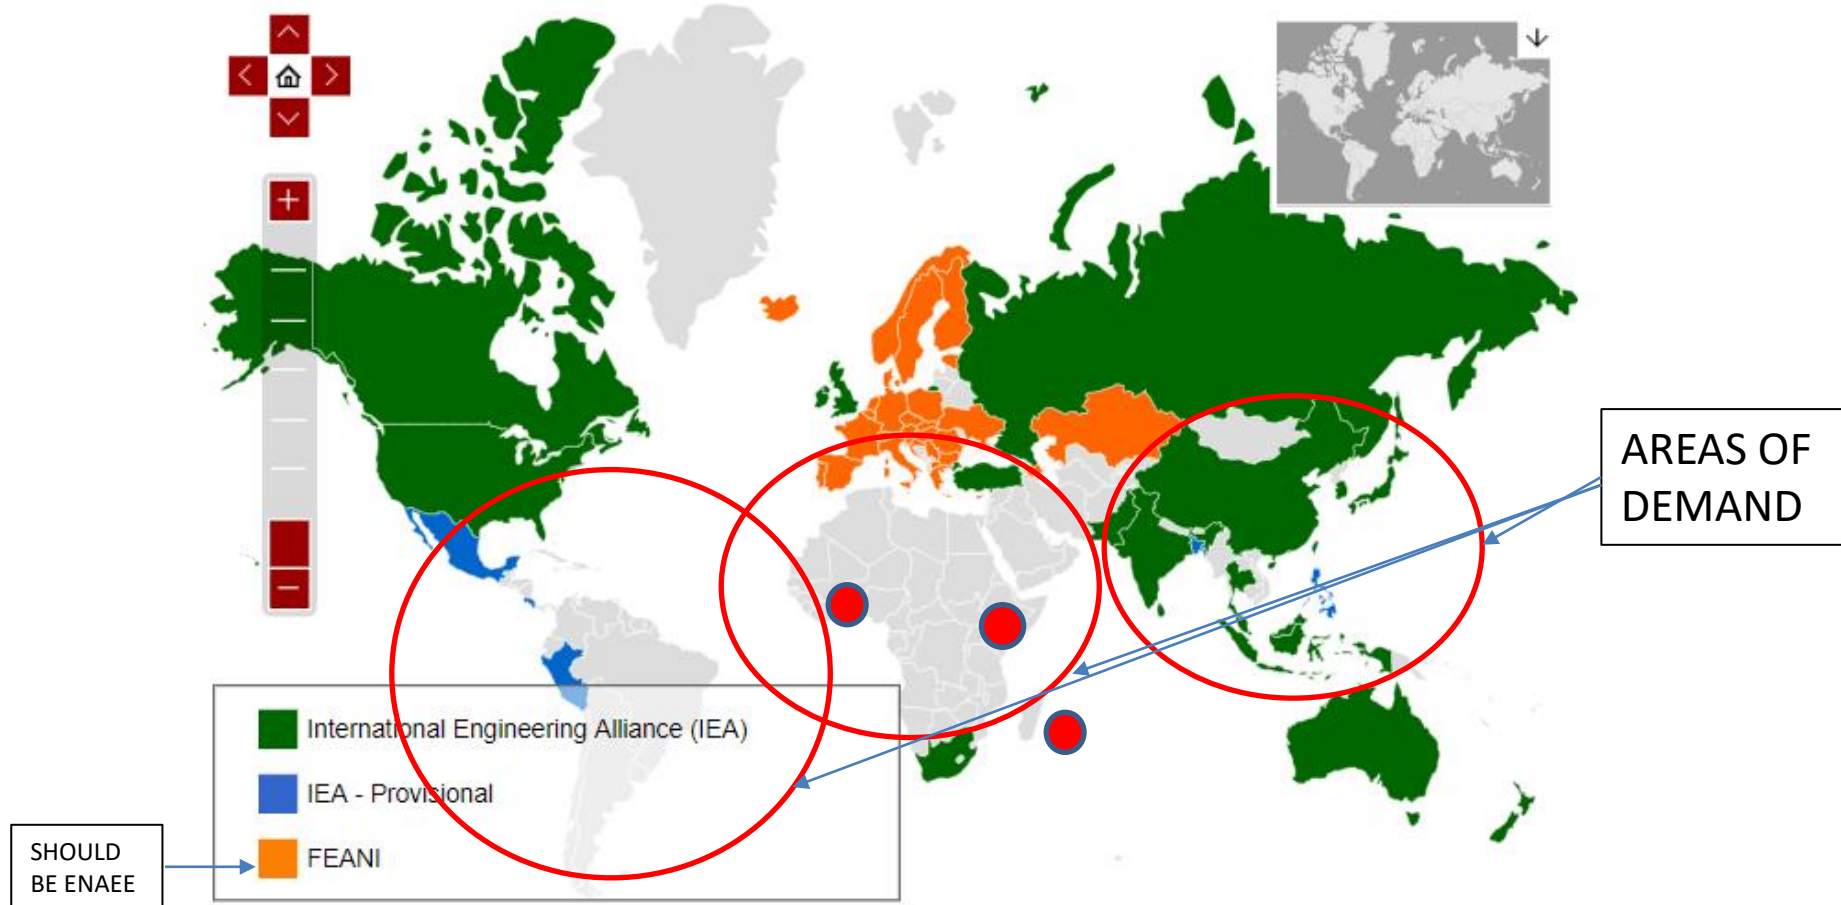 AREAS OF
DEMAND
International Engineering Alliance (IEA)
IEA - Provisional
FEANI
SHOULD
BE ENAEE